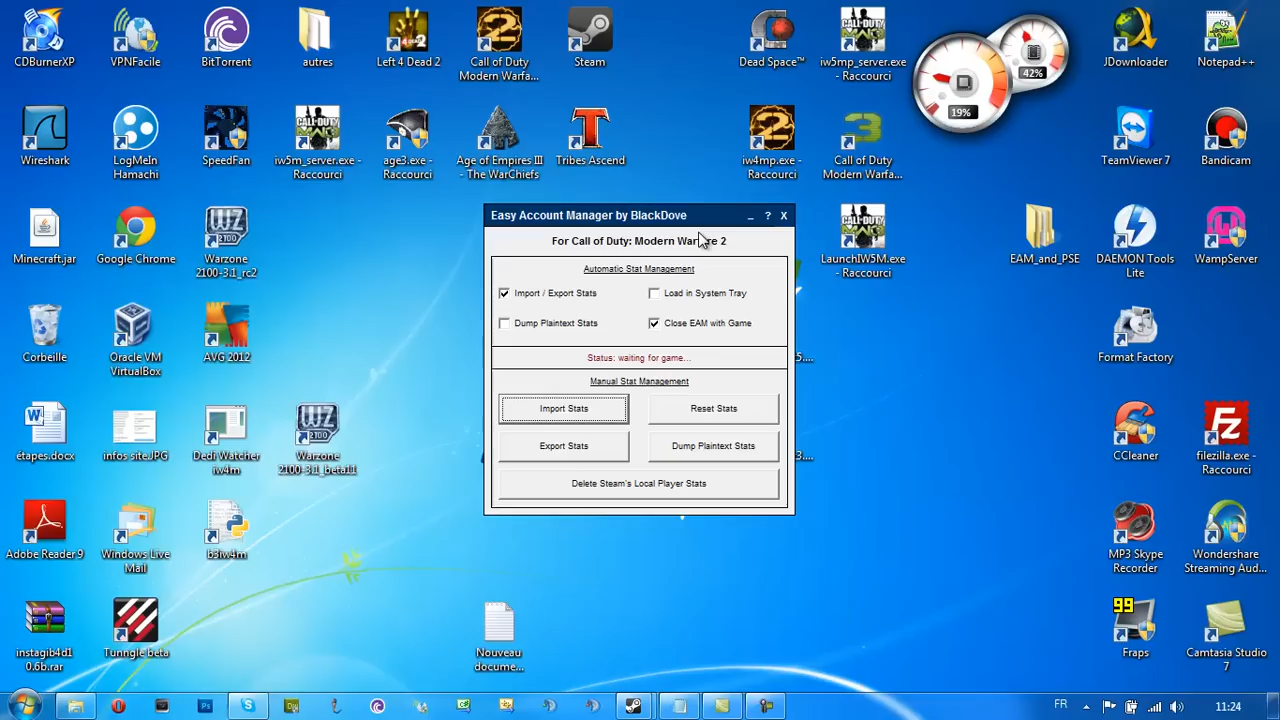 CDBurnerXP
VPNFacile
BitTorrent
autres
Left 4 Dead 2
Call of Duty
Modern Warfa...
Steam
Dead Space™
iw5mp_server.exe
- Raccourci
19%
42%
JDownloader
Notepad++
Wireshark
LogMeIn
Hamachi
SpeedFan
iw5m_server.exe -
Raccourci
age3.exe -
Raccourci
Age of Empires III
- The WarChiefs
Tribes Ascend
iw4mp.exe -
Raccourci
Call of Duty
Modern Warfa...
TeamViewer 7
Bandicam
Minecraft.jar
Google Chrome
WARZONE
2100
Warzone
2100-3.1_rc2
LaunchIW5M.exe
- Raccourci
EAM_and_PSE
DAEMON Tools
Lite
WampServer
Easy Account Manager by BlackDove
_ ? X
For Call of Duty: Modern Warfare 2
Automatic Stat Management
Import / Export Stats
Load in System Tray
Dump Plaintext Stats
Close EAM with Game
Status: waiting for game...
Manual Stat Management
Import Stats
Reset Stats
Export Stats
Dump Plaintext Stats
Delete Steam's Local Player Stats
Corbeille
Oracle VM
VirtualBox
AVG 2012
5....
Format Factory
étapes.docx
infos site.JPG
Dedi Watcher
iw4m
WZ
2100
Warzone
2100-3.1_beta11
3....
CCleaner
filezilla.exe -
Raccourci
Adobe Reader 9
Windows Live
Mail
b3iw4m
MP3 Skype
Recorder
Wondershare
Streaming Aud...
instagib4d1
0.6b.rar
Tunngle beta
Nouveau
docume...
99
Fraps
Camtasia Studio
7
FR
11:24